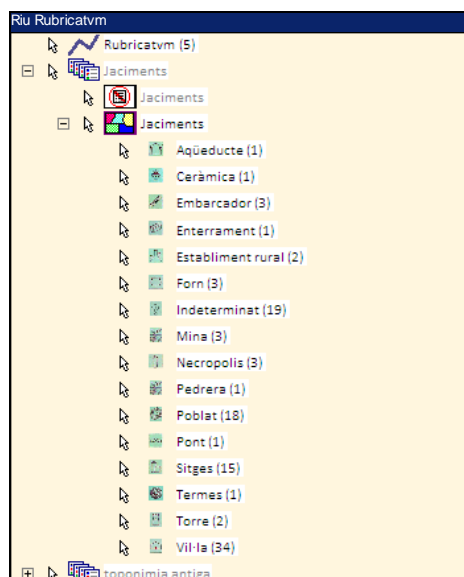 Riu Rubricatvm
Rubricatvm (5)
Jaciments
Jaciments
Jaciments
Aqüeducte (1)
Ceràmica (1)
Embarcador (3)
Enterrament (1)
Establiment rural (2)
Forn (3)
Indeterminat (19)
Mina (3)
Necropolis (3)
Pedrera (1)
Poblat (18)
Pont (1)
Sitges (15)
Termes (1)
Torre (2)
Vil·la (34)
toponimia antiga